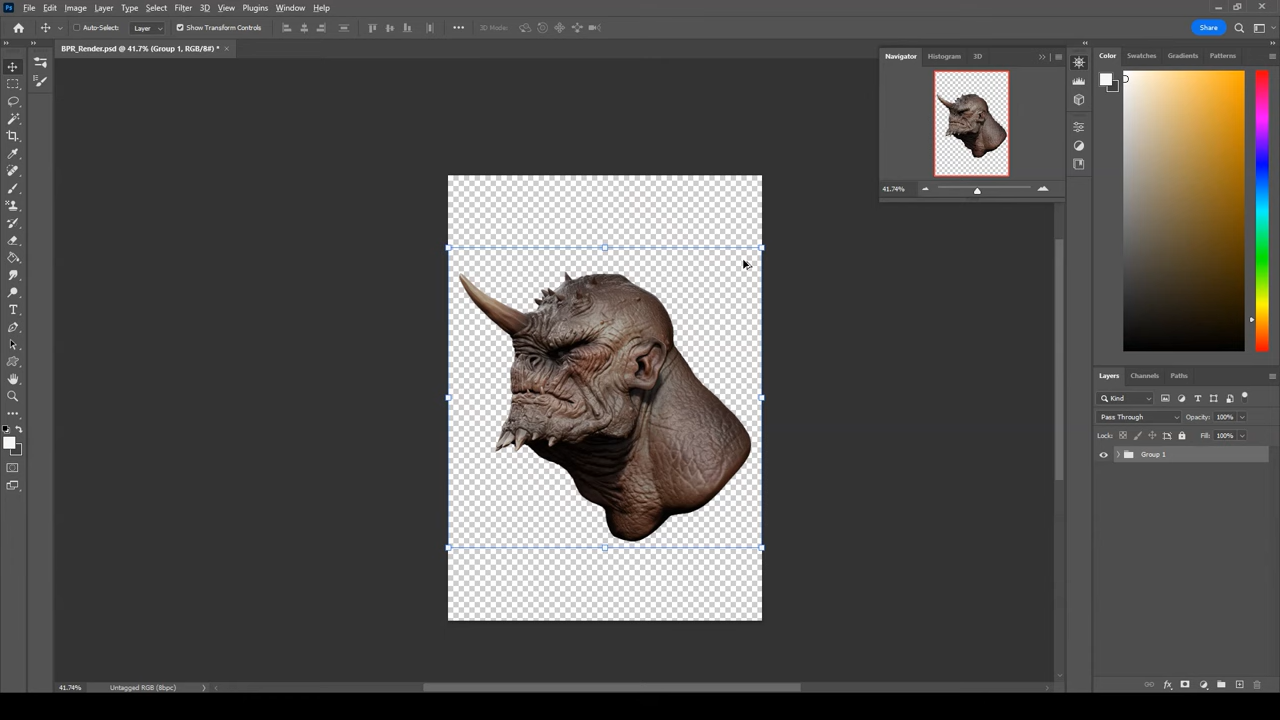 Ps File Edit Image Layer Type Select Filter 3D View Plugins Window Help
Auto-Select: Layer Show Transform Controls 3D Mode: Share
BPR_Render.psd @ 41.7% (Group 1, RGB/8#) *
Navigator Histogram 3D
41.74%
Color Swatches Gradients Patterns
Layers Channels Paths
Kind
Pass Through Opacity: 100%
Lock: Fill: 100%
Group 1
41.74% Untagged RGB (8bpc)